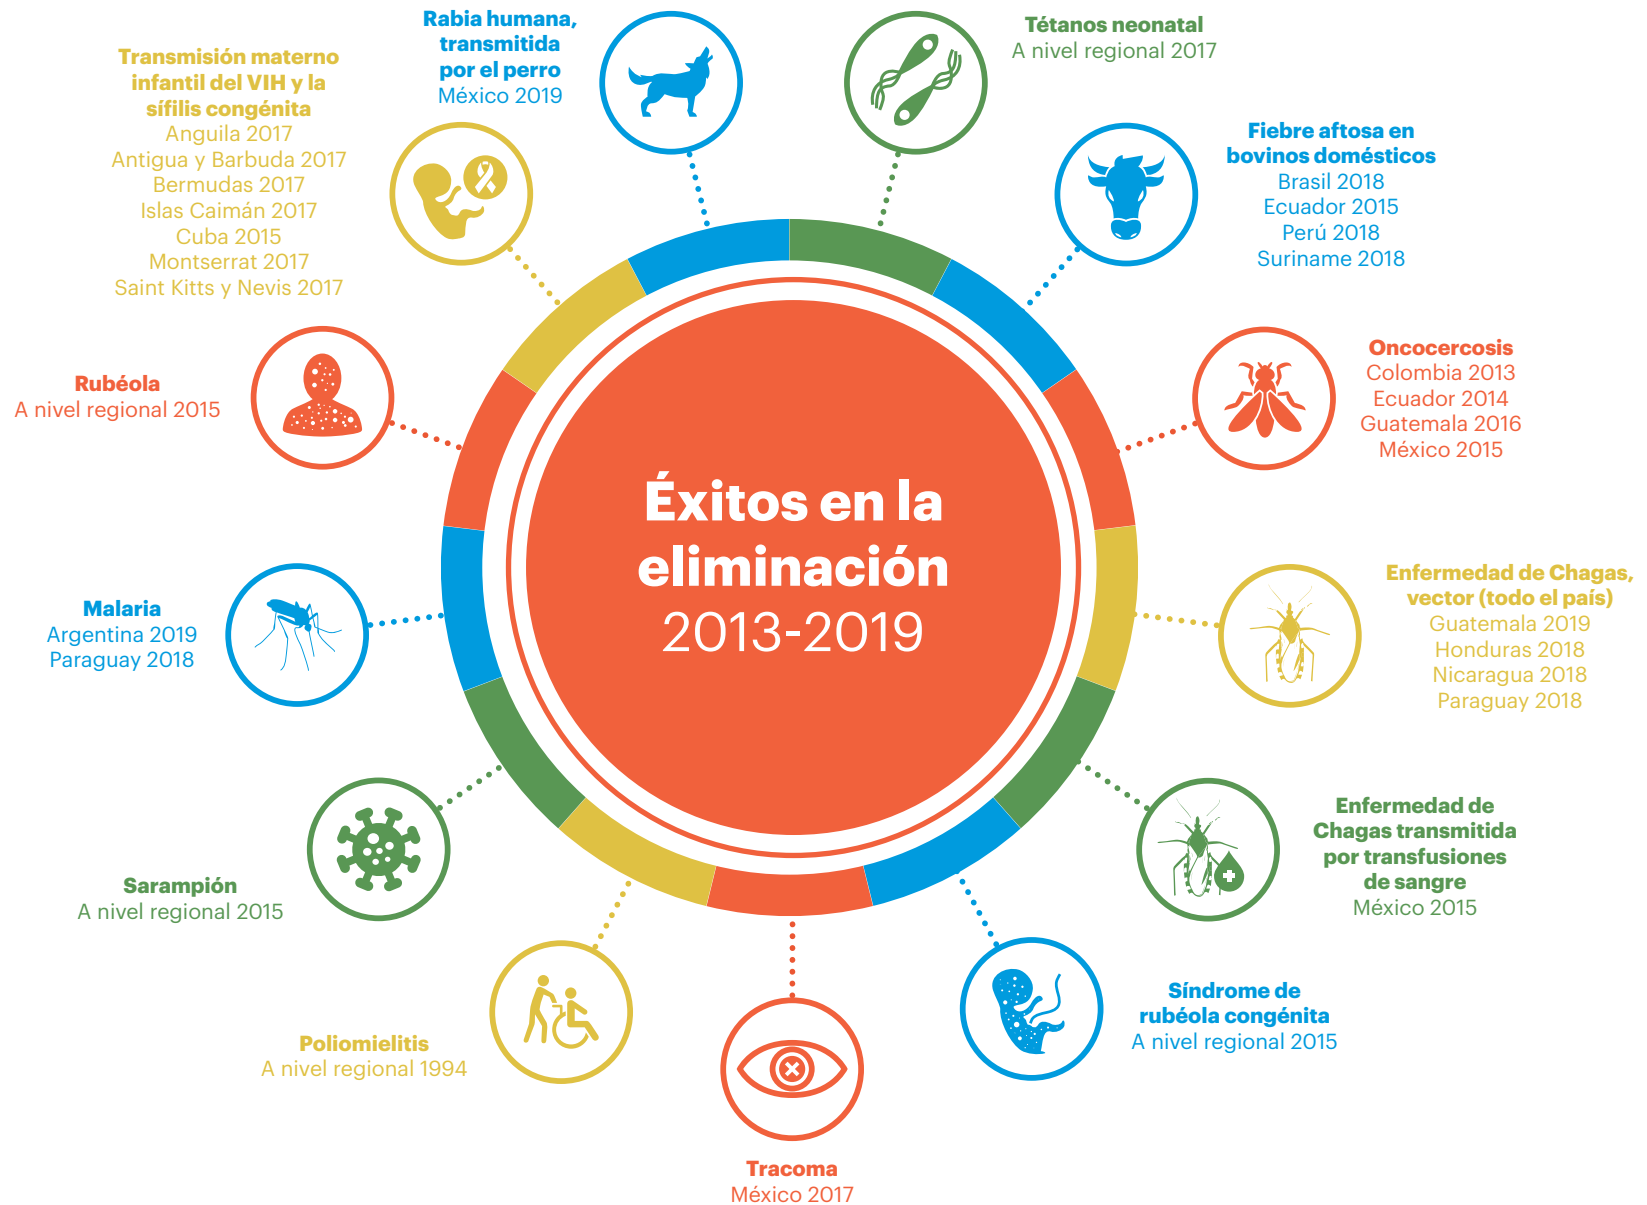 Éxitos en la
eliminación
2013-2019
Tétanos neonatal
A nivel regional 2017
Fiebre aftosa en
bovinos domésticos
Brasil 2018
Ecuador 2015
Perú 2018
Suriname 2018
Oncocercosis
Colombia 2013
Ecuador 2014
Guatemala 2016
México 2015
Enfermedad de Chagas,
vector (todo el país)
Guatemala 2019
Honduras 2018
Nicaragua 2018
Paraguay 2018
Enfermedad de
Chagas transmitida
por transfusiones
de sangre
México 2015
Síndrome de
rubéola congénita
A nivel regional 2015
Tracoma
México 2017
Poliomielitis
A nivel regional 1994
Sarampión
A nivel regional 2015
Malaria
Argentina 2019
Paraguay 2018
Rubéola
A nivel regional 2015
Transmisión materno
infantil del VIH y la
sífilis congénita
Anguila 2017
Antigua y Barbuda 2017
Bermudas 2017
Islas Caimán 2017
Cuba 2015
Montserrat 2017
Saint Kitts y Nevis 2017
Rabia humana,
transmitida
por el perro
México 2019